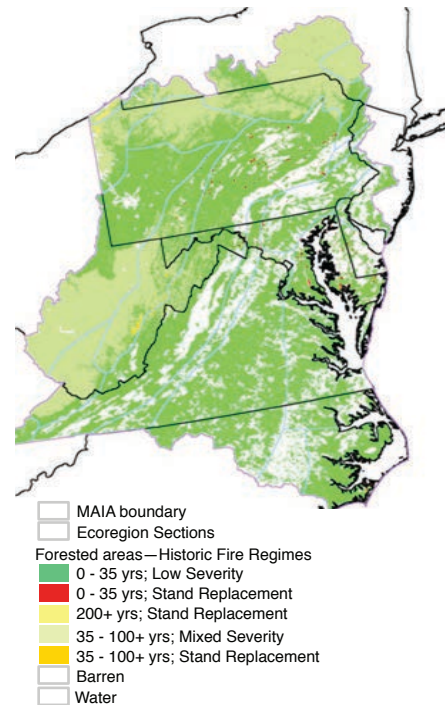 MAIA boundary
Ecoregion Sections
Forested areas—Historic Fire Regimes
0 - 35 yrs; Low Severity
0 - 35 yrs; Stand Replacement
200+ yrs; Stand Replacement
35 - 100+ yrs; Mixed Severity
35 - 100+ yrs; Stand Replacement
Barren
Water